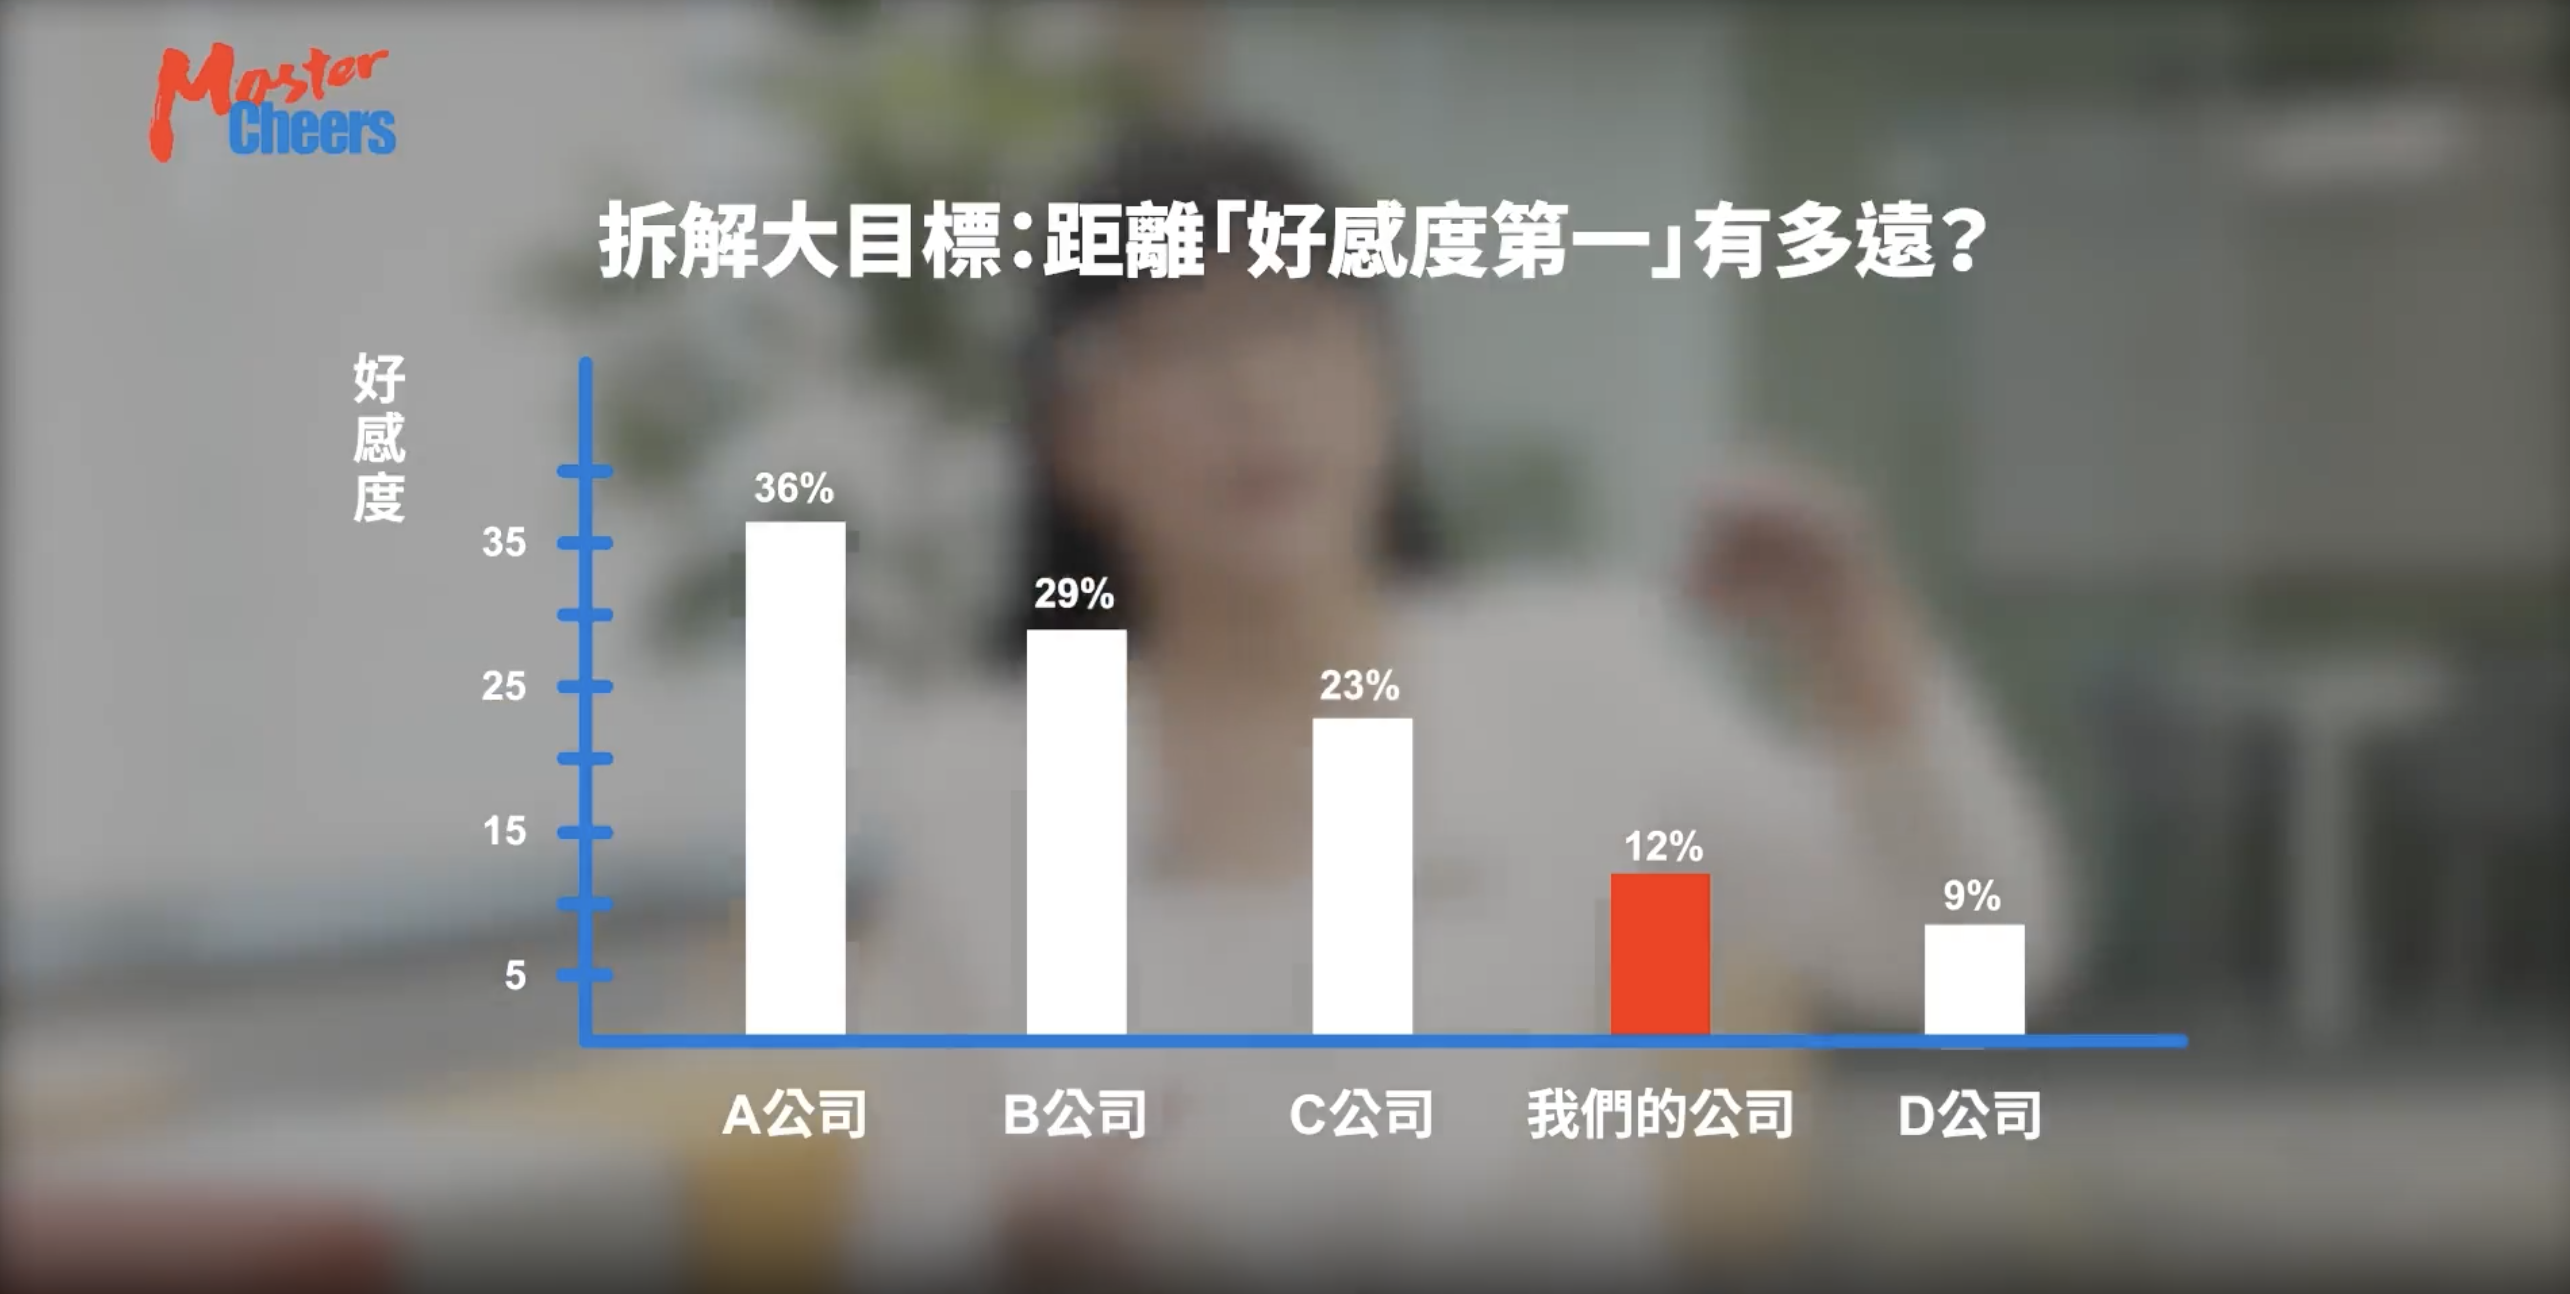 Master
Cheers
拆解大目標：距離「好感度第一」有多遠？
好感度
35
25
15
5
36%
29%
23%
12%
9%
A公司
B公司
C公司
我們的公司
D公司